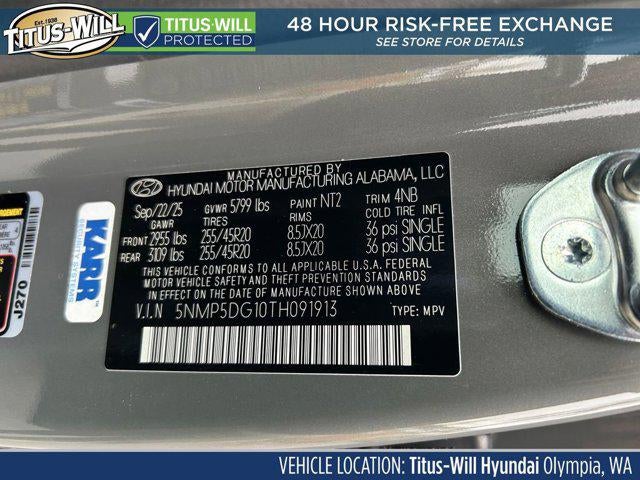 Est. 1938
TITUS-WILL
TITUS-WILL
PROTECTED
48 HOUR RISK-FREE EXCHANGE
SEE STORE FOR DETAILS
MANUFACTURED BY
HYUNDAI MOTOR MANUFACTURING ALABAMA, LLC
Sep/22/25 GVWR 5799 lbs PAINT NT2 TRIM 4NB
GAWR TIRES RIMS COLD TIRE INFL
FRONT 2955 lbs 255/45R20 8.5JX20 36 psi SINGLE
REAR 3109 lbs 255/45R20 8.5JX20 36 psi SINGLE
THIS VEHICLE CONFORMS TO ALL APPLICABLE U.S.A. FEDERAL
MOTOR VEHICLE SAFETY AND THEFT PREVENTION STANDARDS
IN EFFECT ON THE DATE OF MANUFACTURE SHOWN ABOVE.
V.I.N 5NMP5DG10TH091913 TYPE: MPV
KARR
SECURITY SYSTEMS
J270
VEHICLE LOCATION: Titus-Will Hyundai Olympia, WA